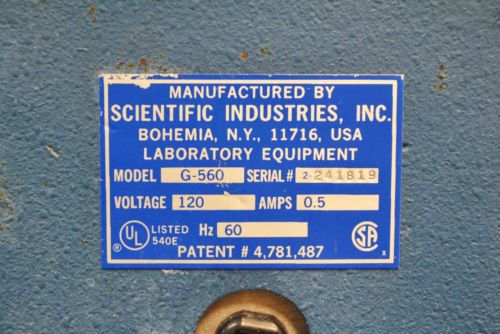 MANUFACTURED BY
SCIENTIFIC INDUSTRIES, INC.
BOHEMIA, N.Y., 11716, USA
LABORATORY EQUIPMENT
MODEL G-560 SERIAL # 2-241819
VOLTAGE 120 AMPS 0.5
UL ® LISTED 540E Hz 60 SA x
PATENT # 4,781,487